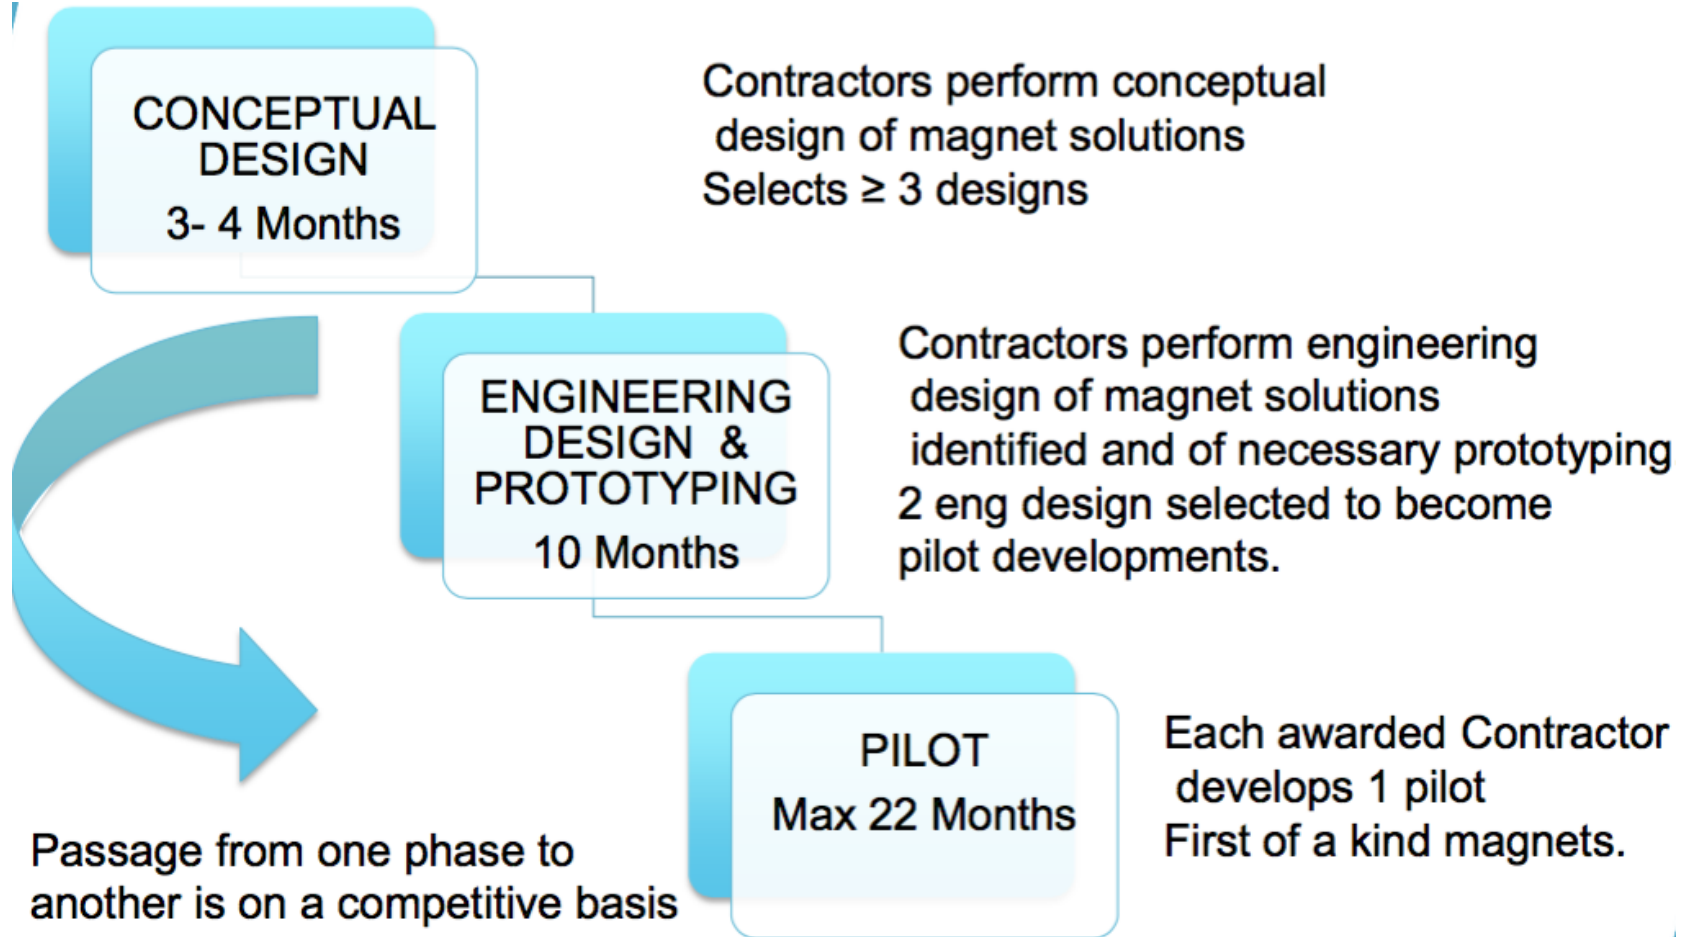 CONCEPTUAL
DESIGN
3- 4 Months
Contractors perform conceptual
design of magnet solutions
Selects ≥ 3 designs
ENGINEERING
DESIGN &
PROTOTYPING
10 Months
Contractors perform engineering
design of magnet solutions
identified and of necessary prototyping
2 eng design selected to become
pilot developments.
PILOT
Max 22 Months
Each awarded Contractor
develops 1 pilot
First of a kind magnets.
Passage from one phase to
another is on a competitive basis